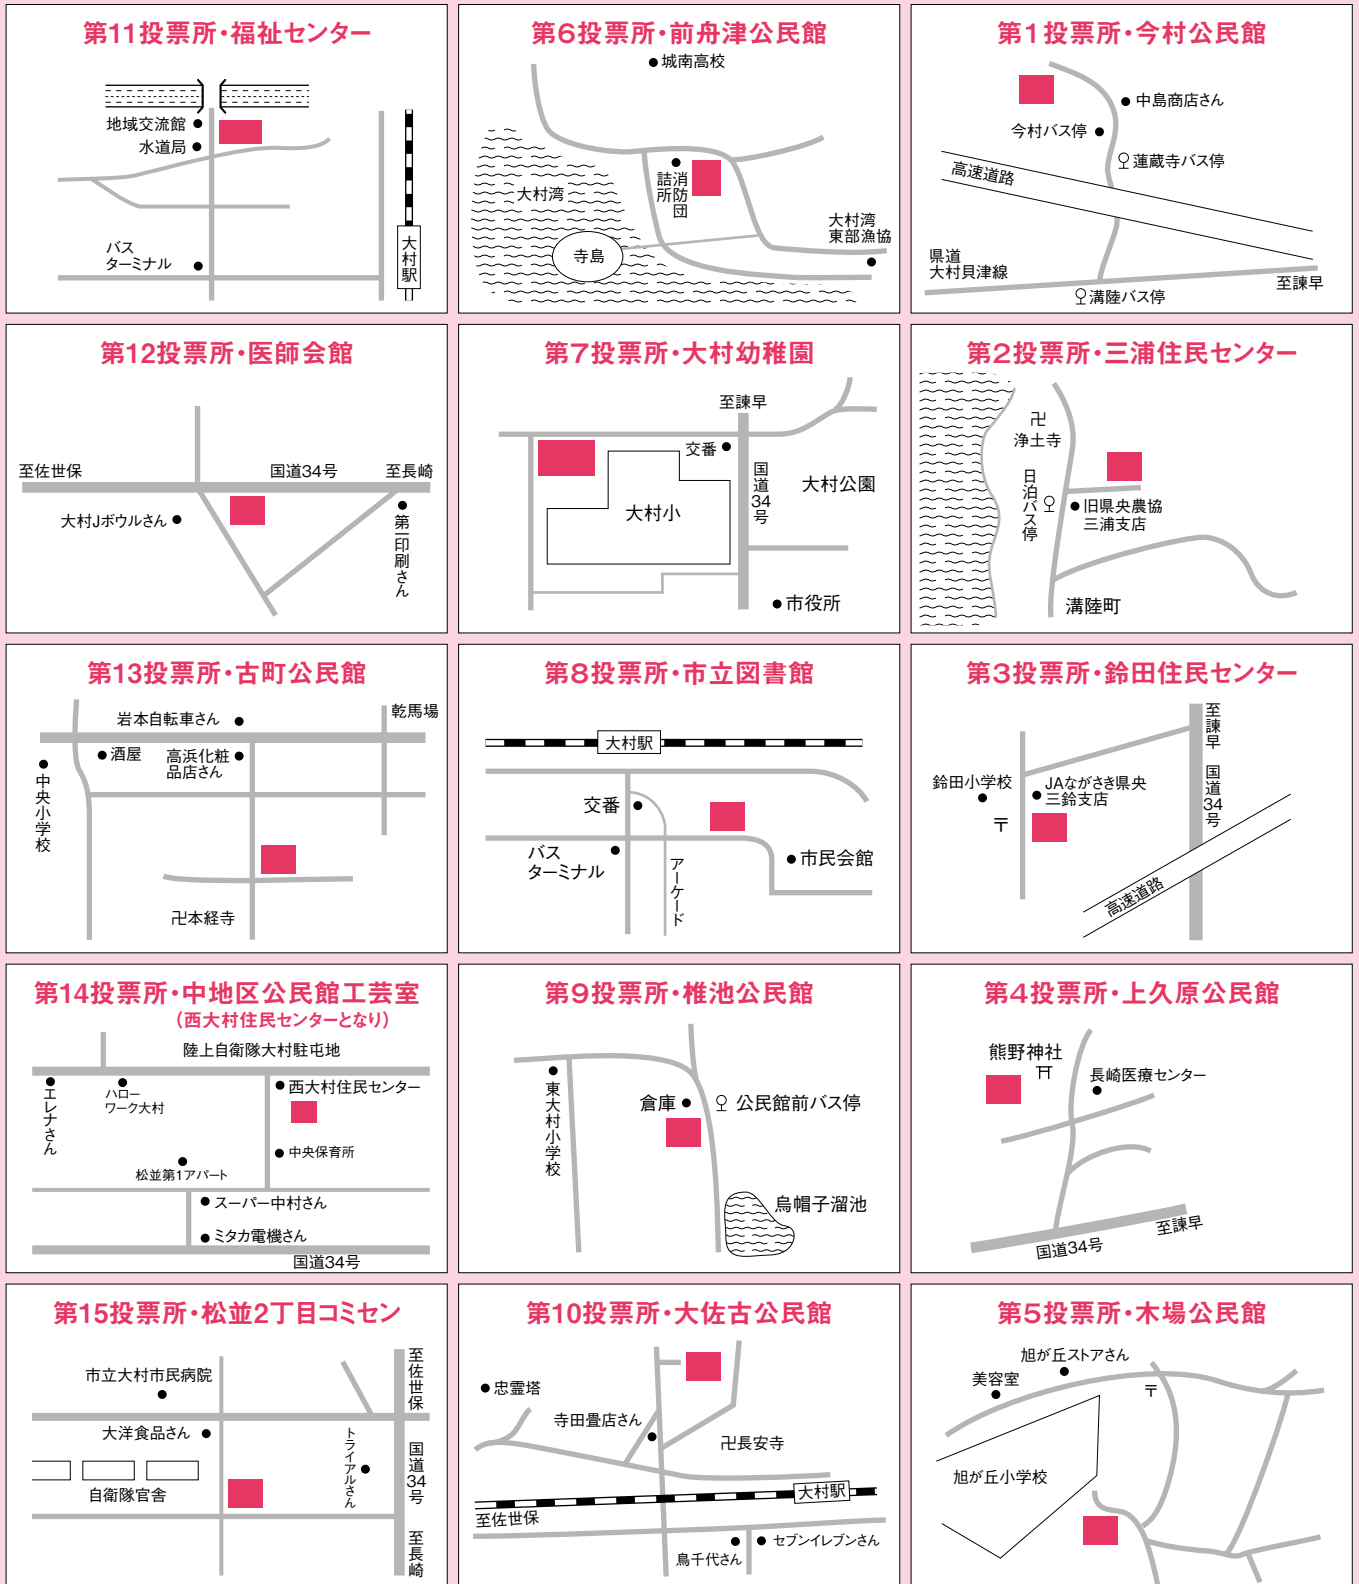 第11投票所・福祉センター
地域交流館
水道局
バス
ターミナル
大村駅
第6投票所・前舟津公民館
城南高校
大村湾
消防団
詰所
寺島
大村湾
東部漁協
第1投票所・今村公民館
中島商店さん
今村バス停
蓮蔵寺バス停
高速道路
県道
大村貝津線
溝陸バス停
至諫早
第12投票所・医師会館
至佐世保
国道34号
至長崎
大村Jボウルさん
第一印刷さん
第7投票所・大村幼稚園
至諫早
交番
国道34号
大村公園
大村小
市役所
第2投票所・三浦住民センター
卍
浄土寺
日泊バス停
旧県央農協
三浦支店
溝陸町
第13投票所・古町公民館
岩本自転車さん
乾馬場
酒屋
高浜化粧
品店さん
中央小学校
卍本経寺
第8投票所・市立図書館
大村駅
交番
バス
ターミナル
アーケード
市民会館
第3投票所・鈴田住民センター
至諫早
国道34号
鈴田小学校
JAながさき県央
三鈴支店
〒
高速道路
第14投票所・中地区公民館工芸室
(西大村住民センターとなり)
陸上自衛隊大村駐屯地
エレナさん
ハロー
ワーク大村
西大村住民センター
中央保育所
松並第1アパート
スーパー中村さん
ミタカ電機さん
国道34号
第9投票所・椎池公民館
東大村小学校
倉庫
公民館前バス停
烏帽子溜池
第4投票所・上久原公民館
熊野神社
長崎医療センター
国道34号
至諫早
第15投票所・松並2丁目コミセン
市立大村市民病院
至佐世保
大洋食品さん
トライアルさん
国道34号
自衛隊官舎
至長崎
第10投票所・大佐古公民館
忠霊塔
寺田畳店さん
卍長安寺
大村駅
至佐世保
鳥千代さん
セブンイレブンさん
第5投票所・木場公民館
旭が丘ストアさん
美容室
〒
旭が丘小学校